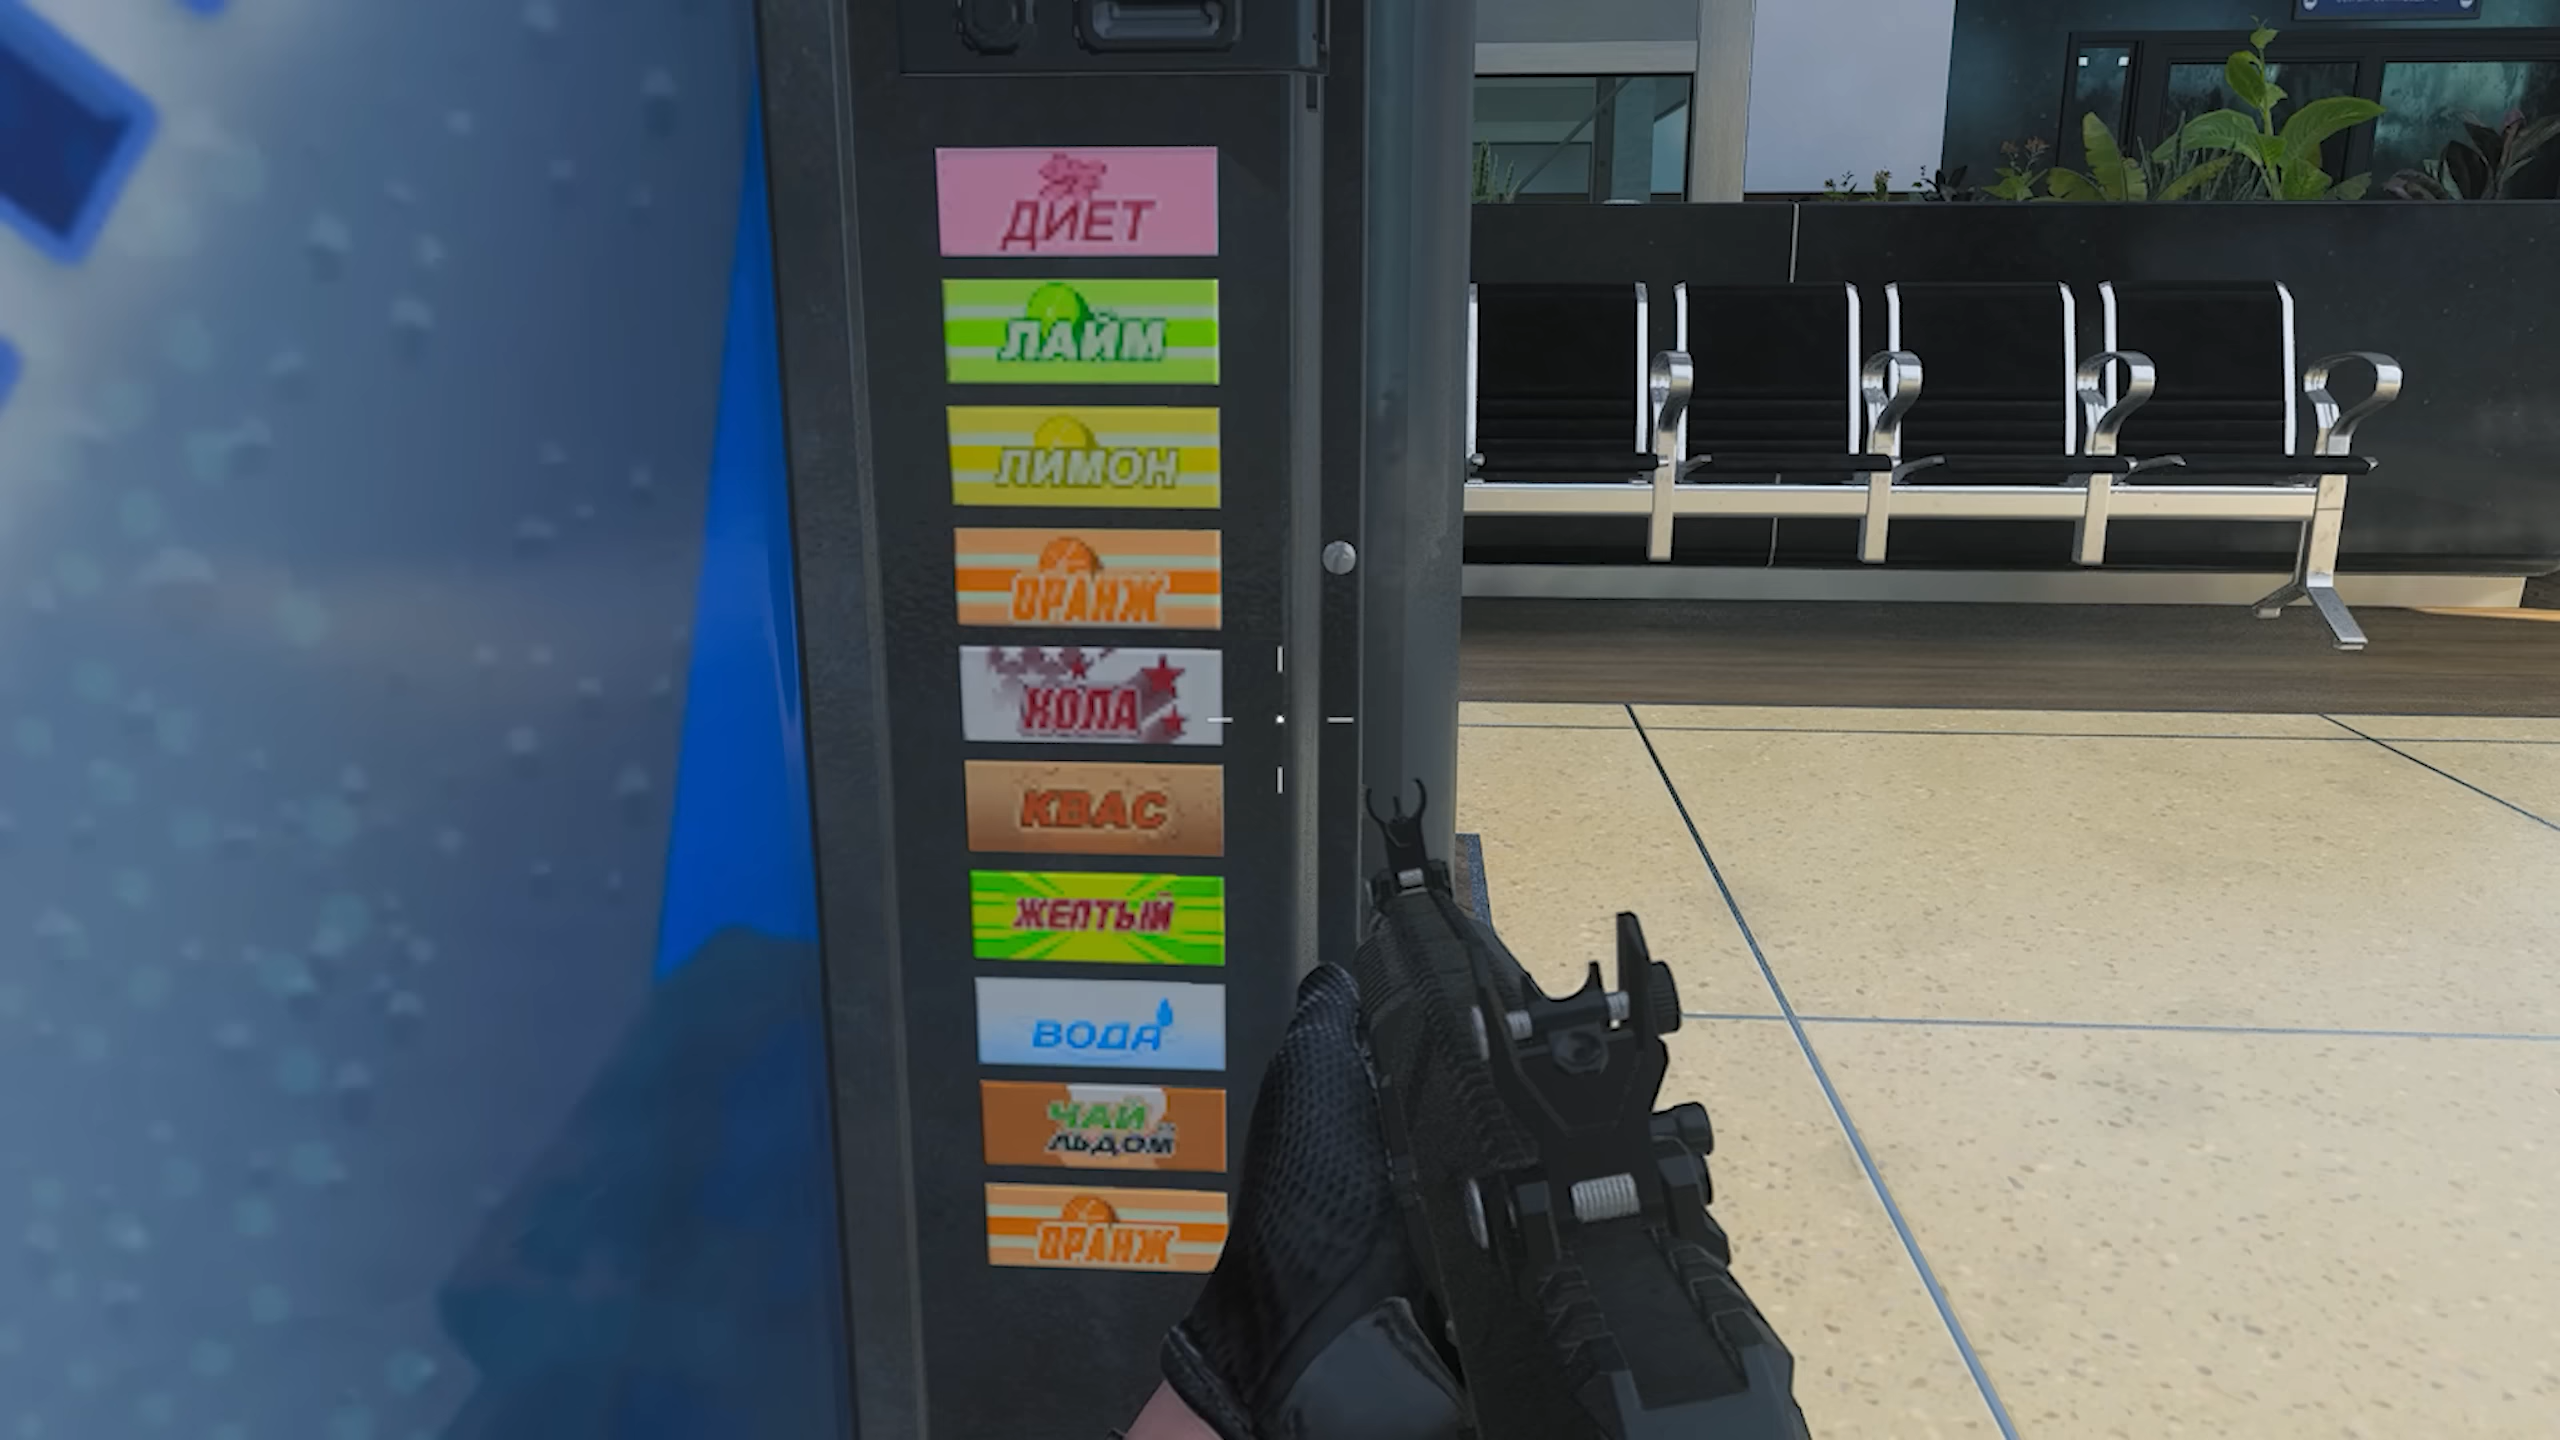 ДИЕТ
ЛАЙМ
ЛИМОН
ОРАНЖ
КОЛА
КВАС
ЖЕЛТЫЙ
ВОДА
ЧАЙ
ЛЬДОМ
ОРАНЖ